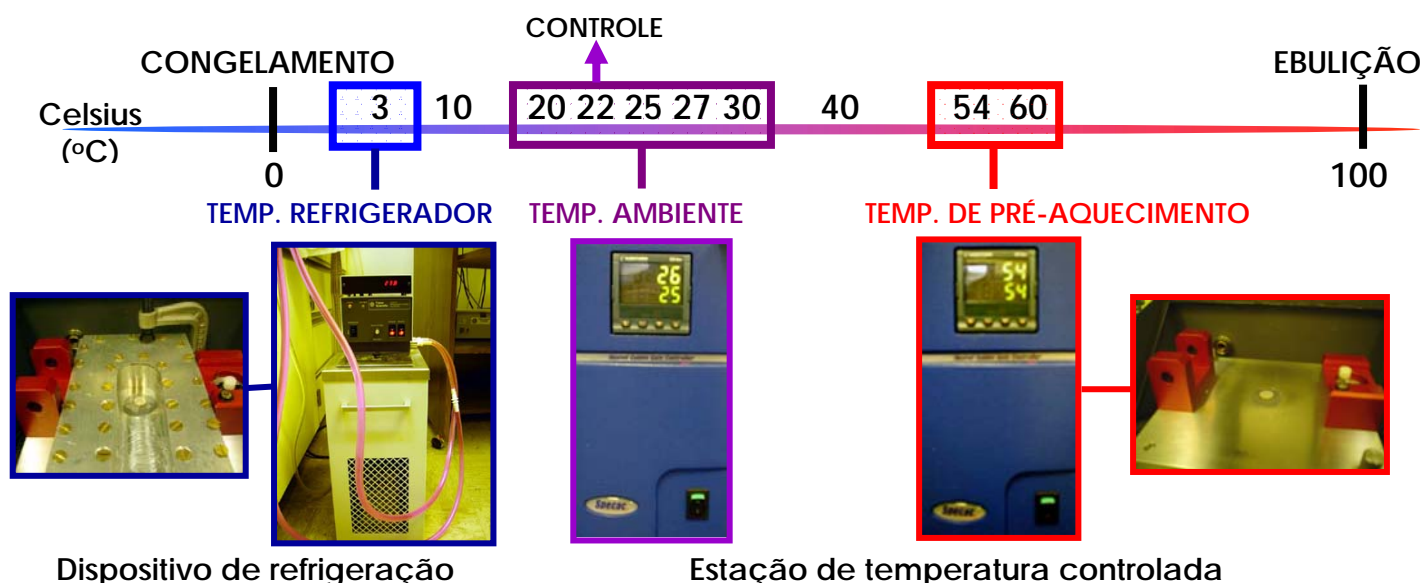 CONTROLE
CONGELAMENTO
EBULIÇÃO
Celsius
(ºC)
3 10 20 22 25 27 30 40 54 60
0
100
TEMP. REFRIGERADOR
TEMP. AMBIENTE
TEMP. DE PRÉ-AQUECIMENTO
26
25
54
54
Specac
Specac
Dispositivo de refrigeração
Estação de temperatura controlada